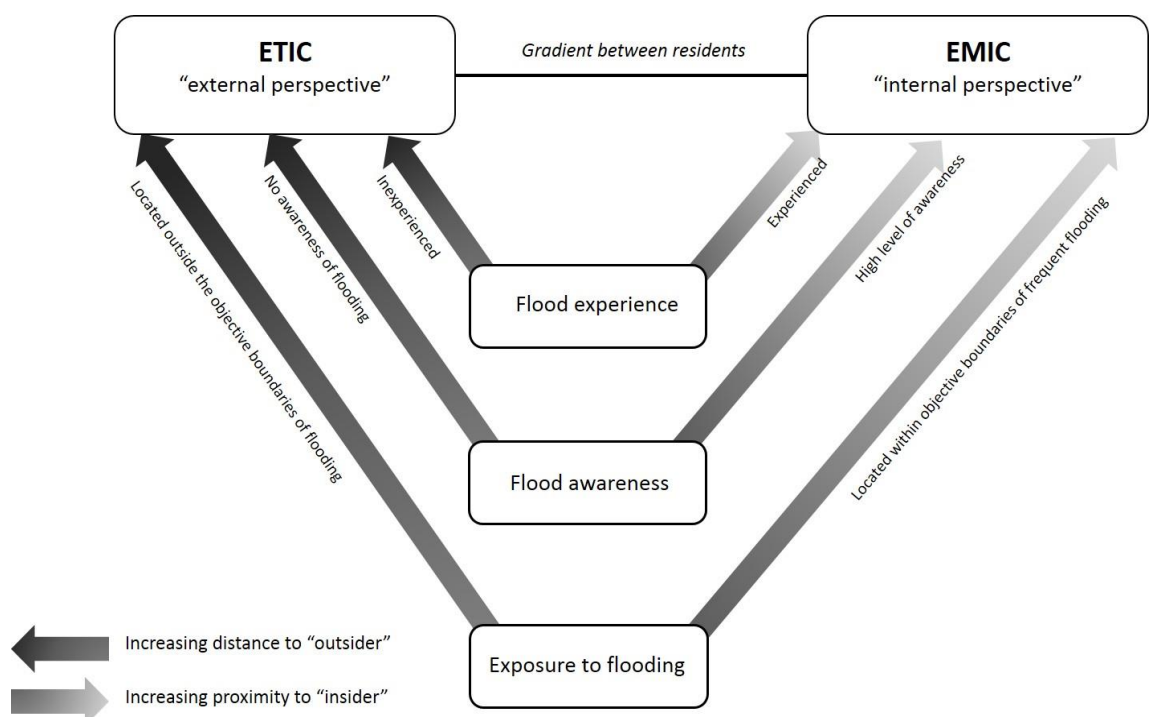 ETIC
“external perspective”
Gradient between residents
EMIC
“internal perspective”
Located outside the objective boundaries of flooding
No awareness of flooding
Inexperienced
Experienced
High level of awareness
Located within objective boundaries of frequent flooding
Flood experience
Flood awareness
Exposure to flooding
Increasing distance to “outsider”
Increasing proximity to “insider”